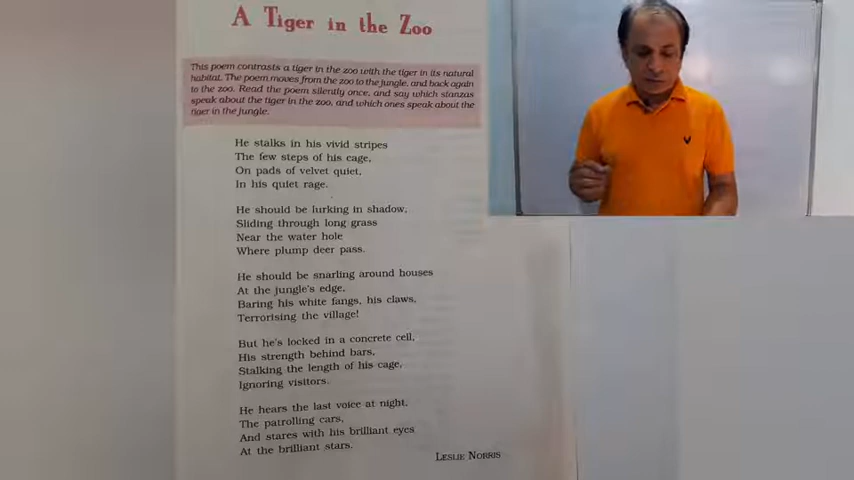 A Tiger in the Zoo
This poem contrasts a tiger in the zoo with the tiger in its natural
habitat. The poem moves from the zoo to the jungle, and back again
to the zoo. Read the poem silently once, and say which stanzas
speak about the tiger in the zoo, and which ones speak about the
tiger in the jungle.
He stalks in his vivid stripes
The few steps of his cage,
On pads of velvet quiet,
In his quiet rage.
He should be lurking in shadow,
Sliding through long grass
Near the water hole
Where plump deer pass.
He should be snarling around houses
At the jungle's edge,
Baring his white fangs, his claws,
Terrorising the village!
But he's locked in a concrete cell,
His strength behind bars,
Stalking the length of his cage,
Ignoring visitors.
He hears the last voice at night,
The patrolling cars,
And stares with his brilliant eyes
At the brilliant stars.
LESLIE NORRIS